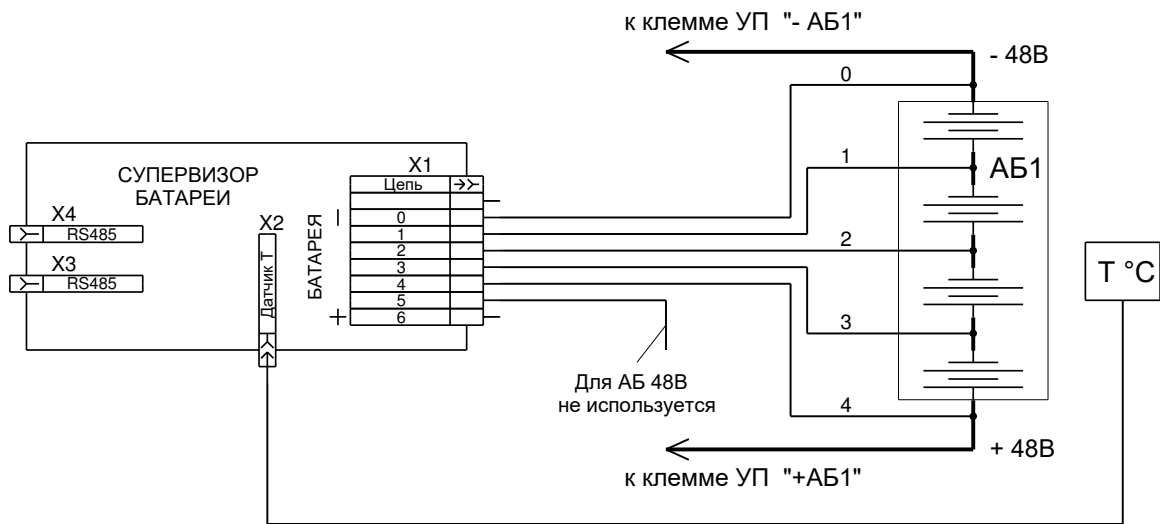 к клемме УП "- АБ1"
- 48В
0
СУПЕРВИЗОР
БАТАРЕИ
X4
RS485
X3
RS485
X2
Датчик Т
БАТАРЕЯ
X1
Цепь
0
1
2
3
4
5
6
–
+
1
2
3
4
АБ1
T °C
Для АБ 48В
не используется
+ 48В
к клемме УП "+АБ1"